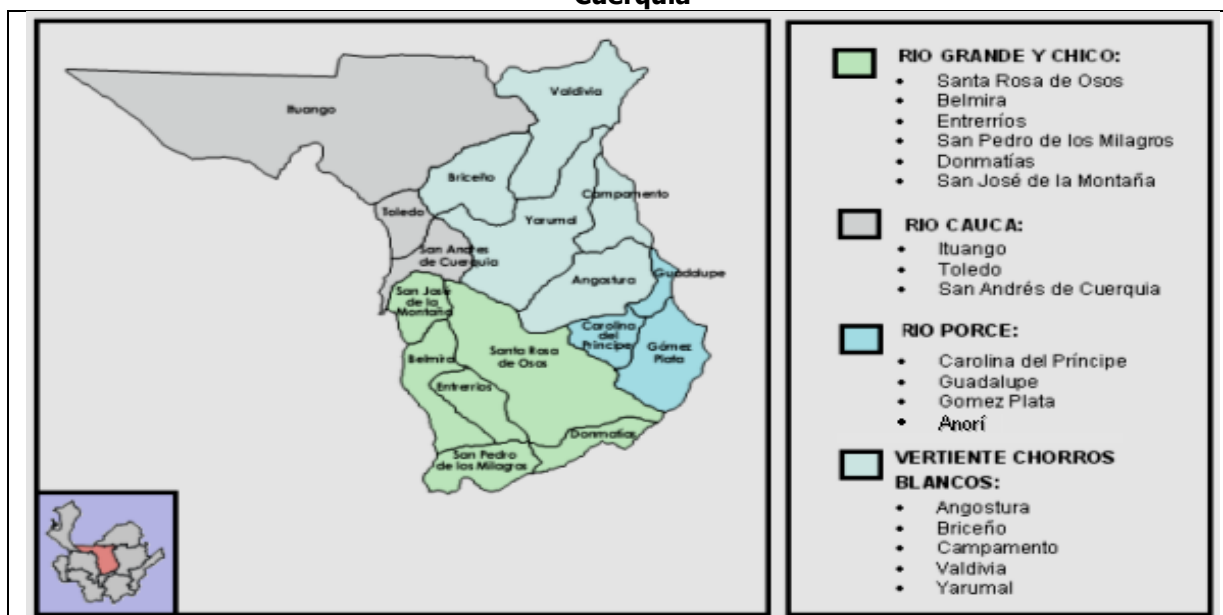 Cuerquia
Ituango
Valdivia
Briceño
Campamento
Toledo
Yarumal
San Andres
de Cuerquia
Angostura
Guadalupe
San José
de la
Montaña
Carolina
del
Príncipe
Gómez
Plata
Belmira
Santa Rosa
de Osos
Entrerríos
Donmatías
San Pedro
de los Milagros
RIO GRANDE Y CHICO:
• Santa Rosa de Osos
• Belmira
• Entrerríos
• San Pedro de los Milagros
• Donmatías
• San José de la Montaña
RIO CAUCA:
• Ituango
• Toledo
• San Andrés de Cuerquia
RIO PORCE:
• Carolina del Príncipe
• Guadalupe
• Gomez Plata
• Anorí
VERTIENTE CHORROS
BLANCOS:
• Angostura
• Briceño
• Campamento
• Valdivia
• Yarumal